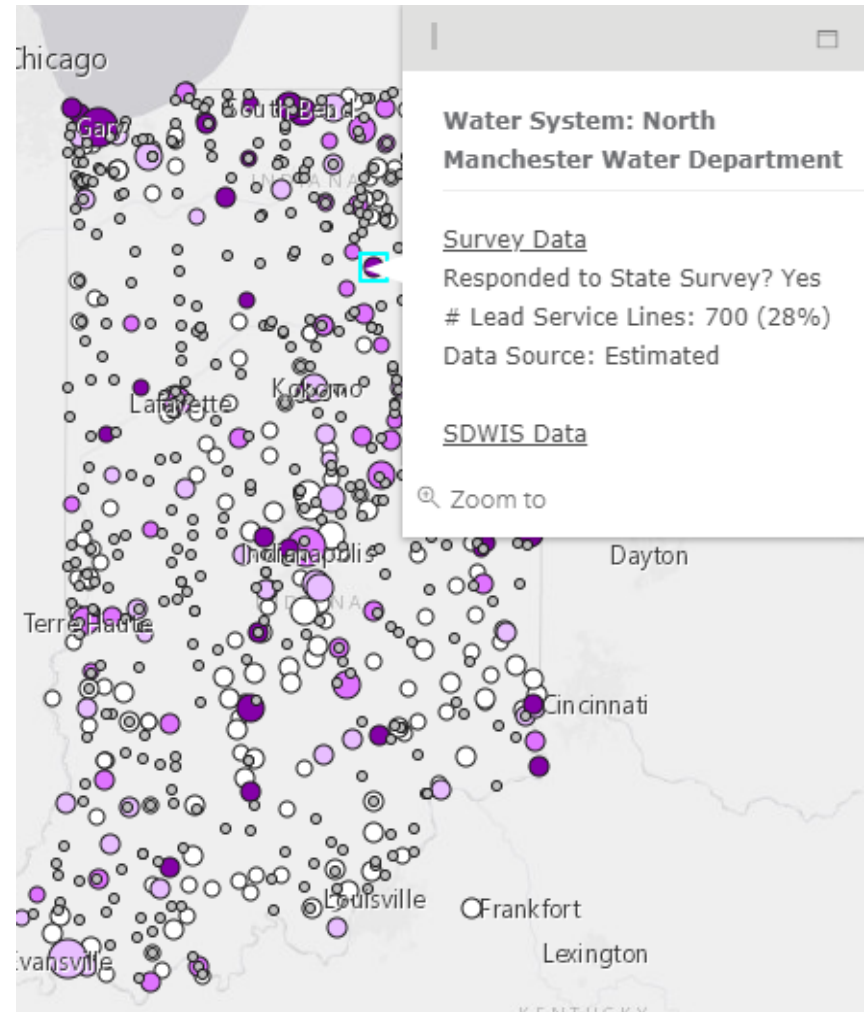 Chicago
South Bend
Gary
INDIANA
Water System: North
Manchester Water Department
Survey Data
Responded to State Survey? Yes
# Lead Service Lines: 700 (28%)
Data Source: Estimated
SDWIS Data
Zoom to
Kokomo
Lafayette
Indianapolis
Dayton
INDIANA
Terre Haute
Cincinnati
Louisville
Frankfort
Evansville
Lexington
KENTUCKY